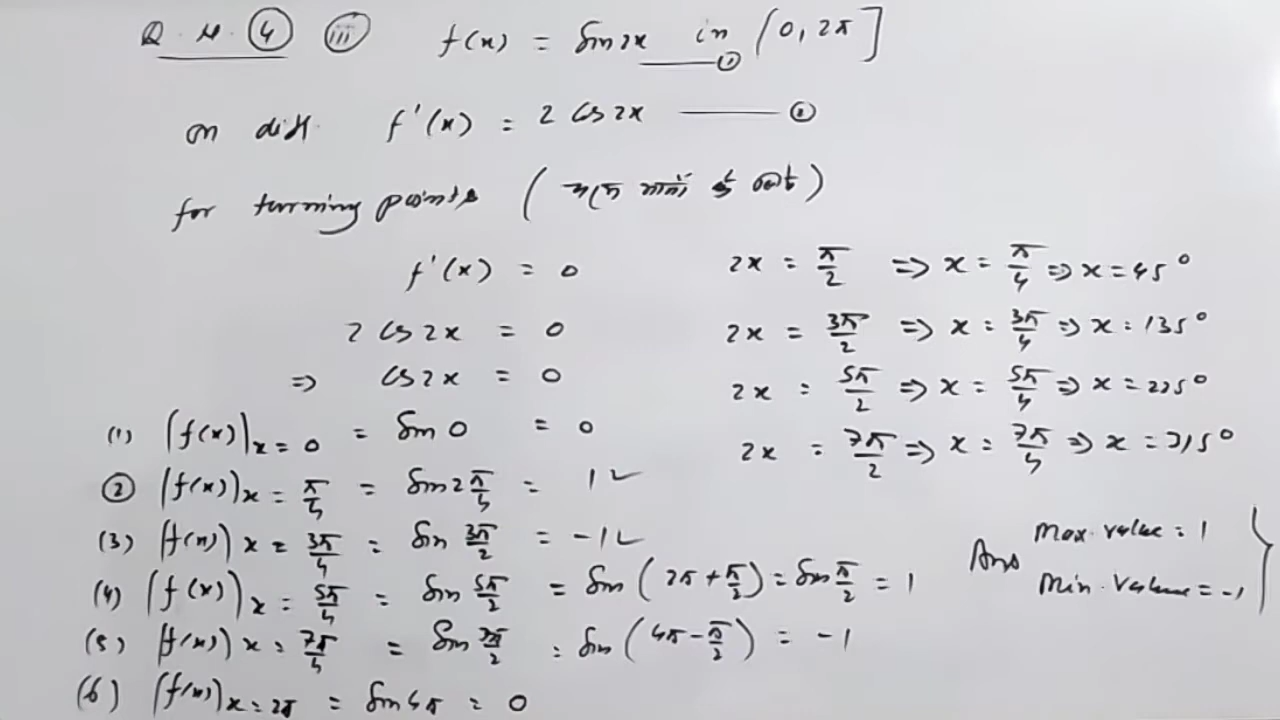 Q. N. ④ (iii) f(x) = Sin 2x in [0, 2π] ——①
on diff. f'(x) = 2 Cos 2x —— ②
for turning points (
f'(x) = 0
2 Cos 2x = 0
⇒ Cos 2x = 0
2x = π/2 ⇒ x = π/4 ⇒ x = 45°
2x = 3π/2 ⇒ x = 3π/4 ⇒ x = 135°
2x = 5π/2 ⇒ x = 5π/4 ⇒ x = 225°
2x = 7π/2 ⇒ x = 7π/4 ⇒ x = 315°
(1) [f(x)]x = 0 = Sin 0 = 0
② [f(x)]x = π/4 = Sin 2 π/4 = 1 ✓
(3) [f(x)] x = 3π/4 = Sin 3π/2 = -1 ✓
(4) [f(x)]x = 5π/4 = Sin 5π/2 = Sin (2π + π/2) = Sin π/2 = 1
(5) [f(x)] x = 7π/4 = Sin 7π/2 = Sin (4π - π/2) = -1
(6) [f(x)]x = 2π = Sin 4π = 0
Ans Max. value = 1
Min. Value = -1